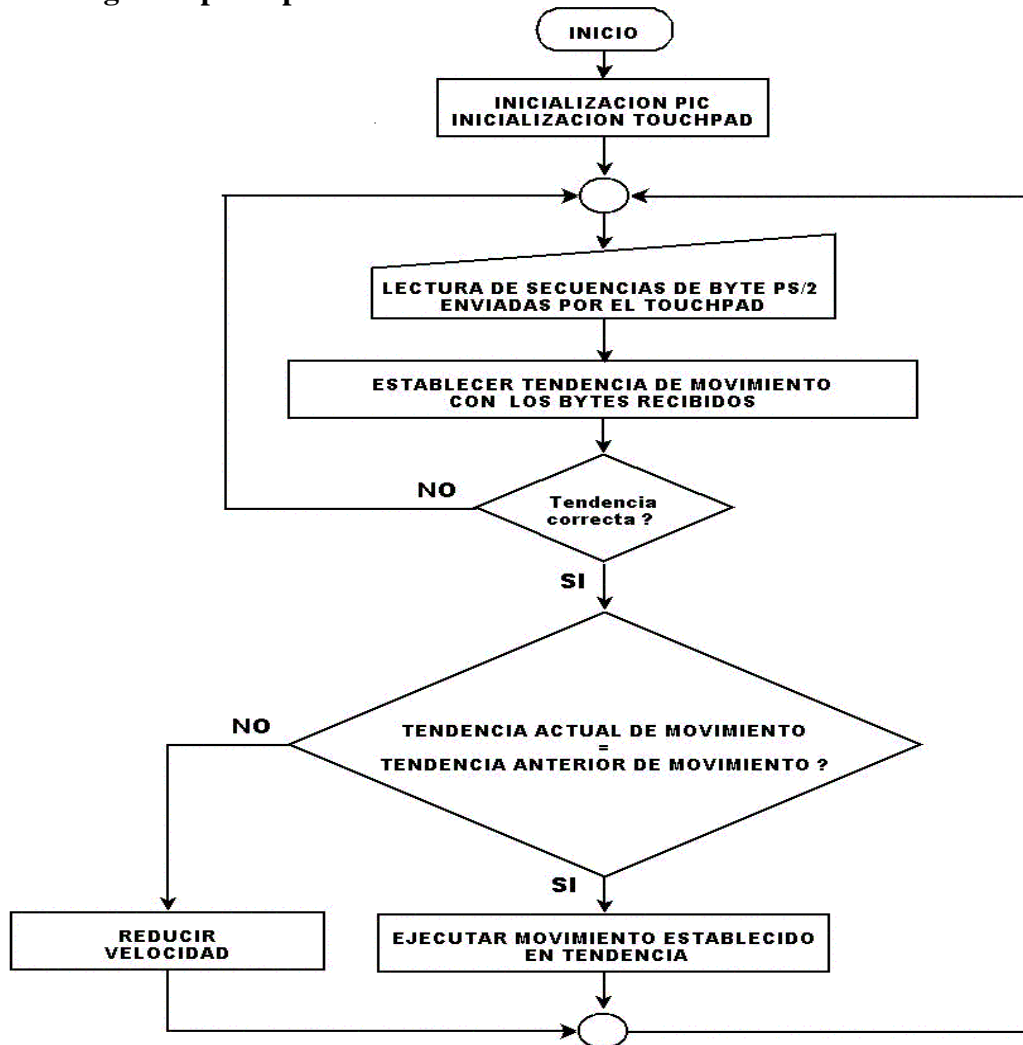 INICIO
INICIALIZACION PIC
INICIALIZACIÓN TOUCHPAD
LECTURA DE SECUENCIAS DE BYTE PS/2
ENVIADAS POR EL TOUCHPAD
ESTABLECER TENDENCIA DE MOVIMIENTO
CON LOS BYTES RECIBIDOS
NO
Tendencia
correcta ?
SI
NO
TENDENCIA ACTUAL DE MOVIMIENTO
=
TENDENCIA ANTERIOR DE MOVIMIENTO ?
SI
REDUCIR
VELOCIDAD
EJECUTAR MOVIMIENTO ESTABLECIDO
EN TENDENCIA